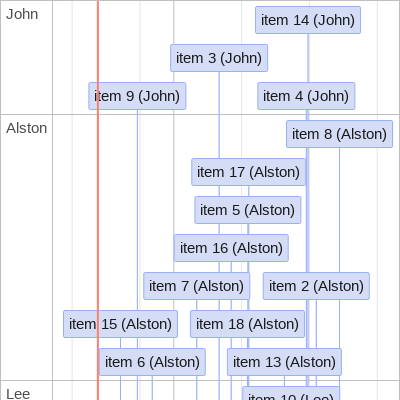 John
item 14 (John)
item 3 (John)
item 9 (John)
item 4 (John)
Alston
item 8 (Alston)
item 17 (Alston)
item 5 (Alston)
item 16 (Alston)
item 7 (Alston)
item 2 (Alston)
item 15 (Alston)
item 18 (Alston)
item 6 (Alston)
item 13 (Alston)
Lee
item 10 (Lee)